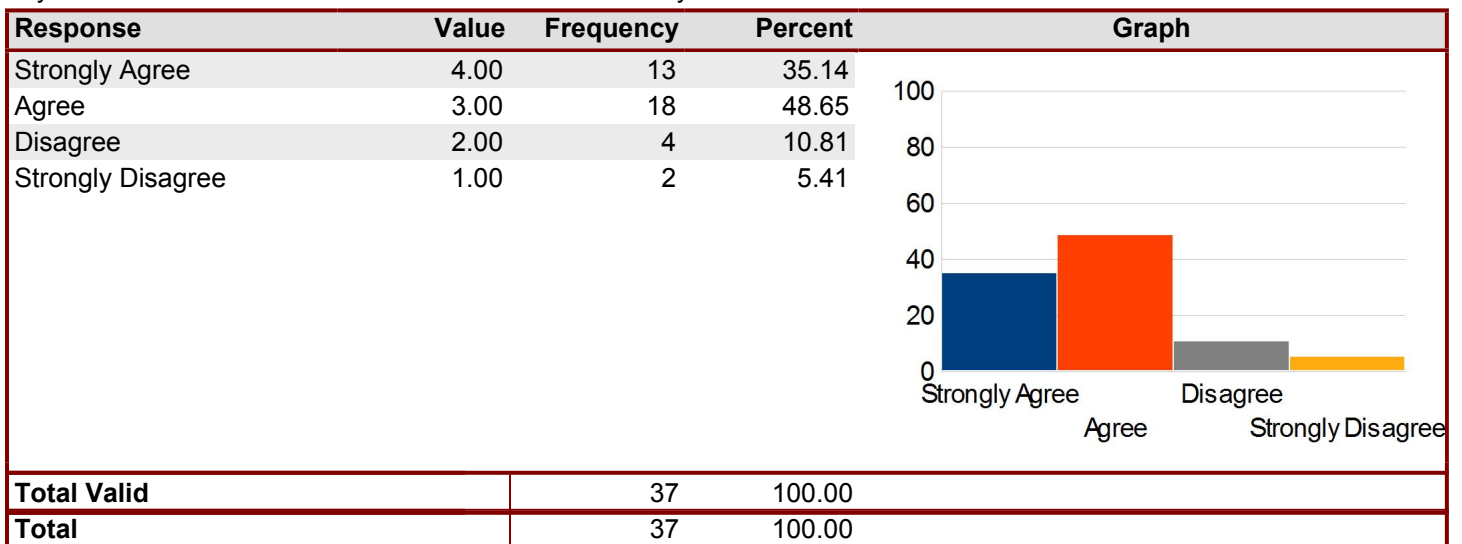 Response Value Frequency Percent Graph
Strongly Agree 4.00 13 35.14
Agree 3.00 18 48.65
Disagree 2.00 4 10.81
Strongly Disagree 1.00 2 5.41
100
80
60
40
20
0
Strongly Agree Disagree
Agree Strongly Disagree
Total Valid 37 100.00
Total 37 100.00